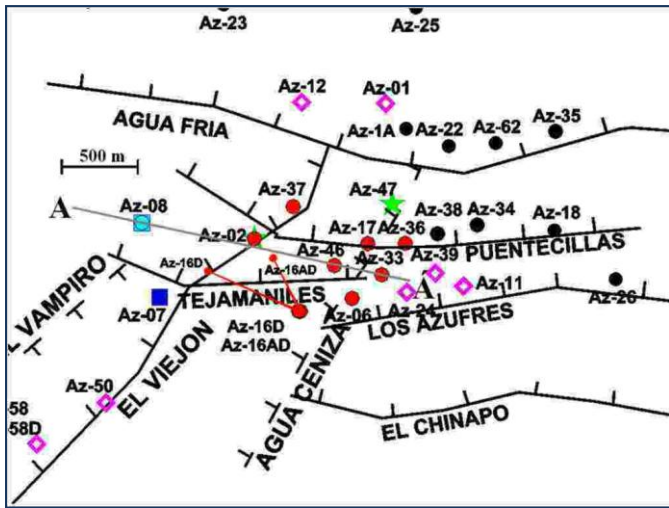 Az-23
Az-25
Az-12
Az-01
AGUA FRIA
Az-1A
Az-22
Az-62
Az-35
500 m
A
Az-08
Az-37
Az-47
Az-02
Az-17
Az-36
Az-38
Az-34
Az-18
PUENTECILLAS
Az-16D
Az-16AD
Az-46
Az-33
Az-39
A
Az-11
Az-26
Az-07
TEJAMANILES
Az-06
Az-24
LOS AZUFRES
Az-16D
Az-16AD
L VAMPIRO
EL VIEJON
AGUA CENIZA
Az-50
-58
-58D
EL CHINAPO